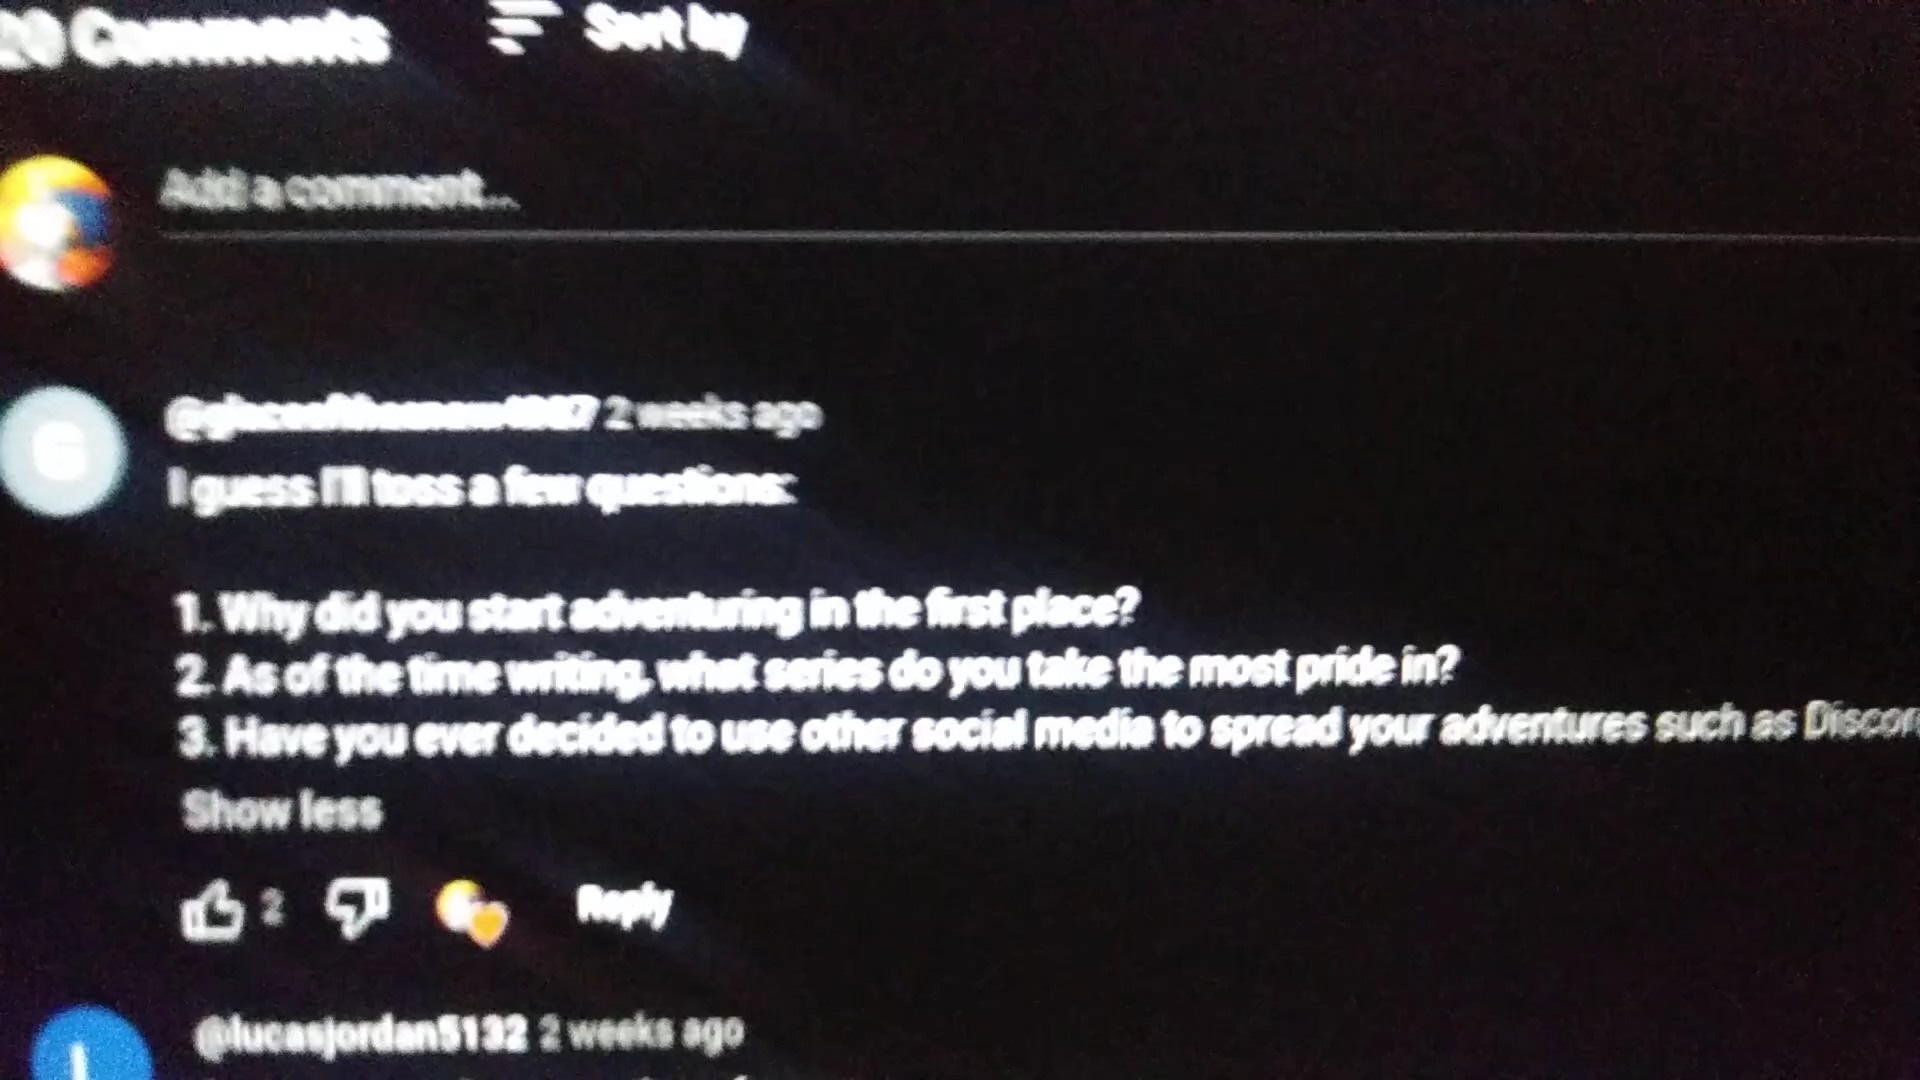 Comments Sort by
Add a comment...
G
2 weeks ago
I guess I'll toss a few questions:
1. Why did you start adventuring in the first place?
2. As of the time writing, what series do you take the most pride in?
3. Have you ever decided to use other social media to spread your adventures such as Discor
Show less
2 Reply
@lucasjordan5132 2 weeks ago
L